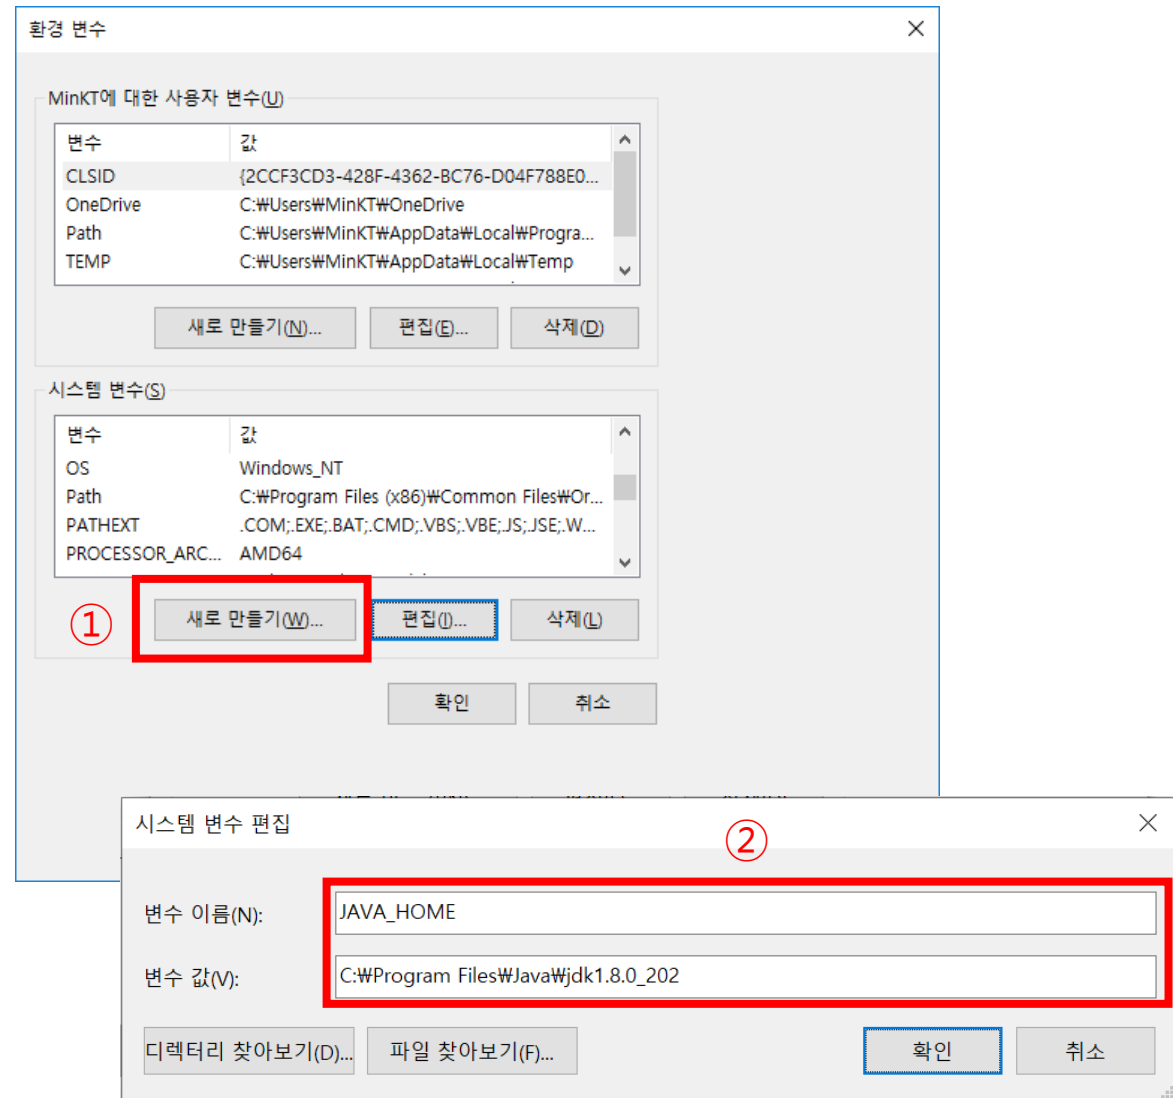 환경 변수
MinKT에 대한 사용자 변수(U)
변수 값
CLSID {2CCF3CD3-428F-4362-BC76-D04F788E0...
OneDrive C:₩Users₩MinKT₩OneDrive
Path C:₩Users₩MinKT₩AppData₩Local₩Progra...
TEMP C:₩Users₩MinKT₩AppData₩Local₩Temp
새로 만들기(N)... 편집(E)... 삭제(D)
시스템 변수(S)
변수 값
OS Windows_NT
Path C:₩Program Files (x86)₩Common Files₩Or...
PATHEXT .COM;.EXE;.BAT;.CMD;.VBS;.VBE;.JS;.JSE;.W...
PROCESSOR_ARC... AMD64
① 새로 만들기(W)... 편집(I)... 삭제(L)
확인 취소
시스템 변수 편집
②
변수 이름(N): JAVA_HOME
변수 값(V): C:₩Program Files₩Java₩jdk1.8.0_202
디렉터리 찾아보기(D)... 파일 찾아보기(F)... 확인 취소